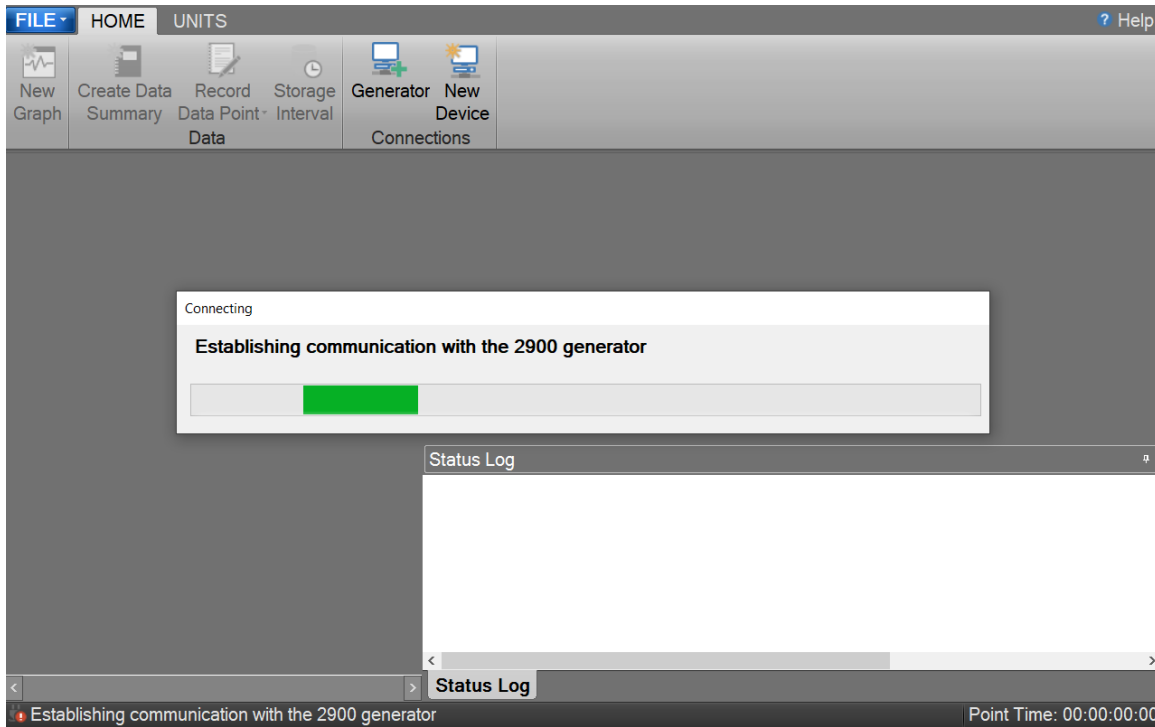 FILE HOME UNITS ? Help
New Graph
Create Data Summary
Record Data Point
Storage Interval
Data
Generator
New Device
Connections
Connecting
Establishing communication with the 2900 generator
Status Log
Status Log
Establishing communication with the 2900 generator
Point Time: 00:00:00:00